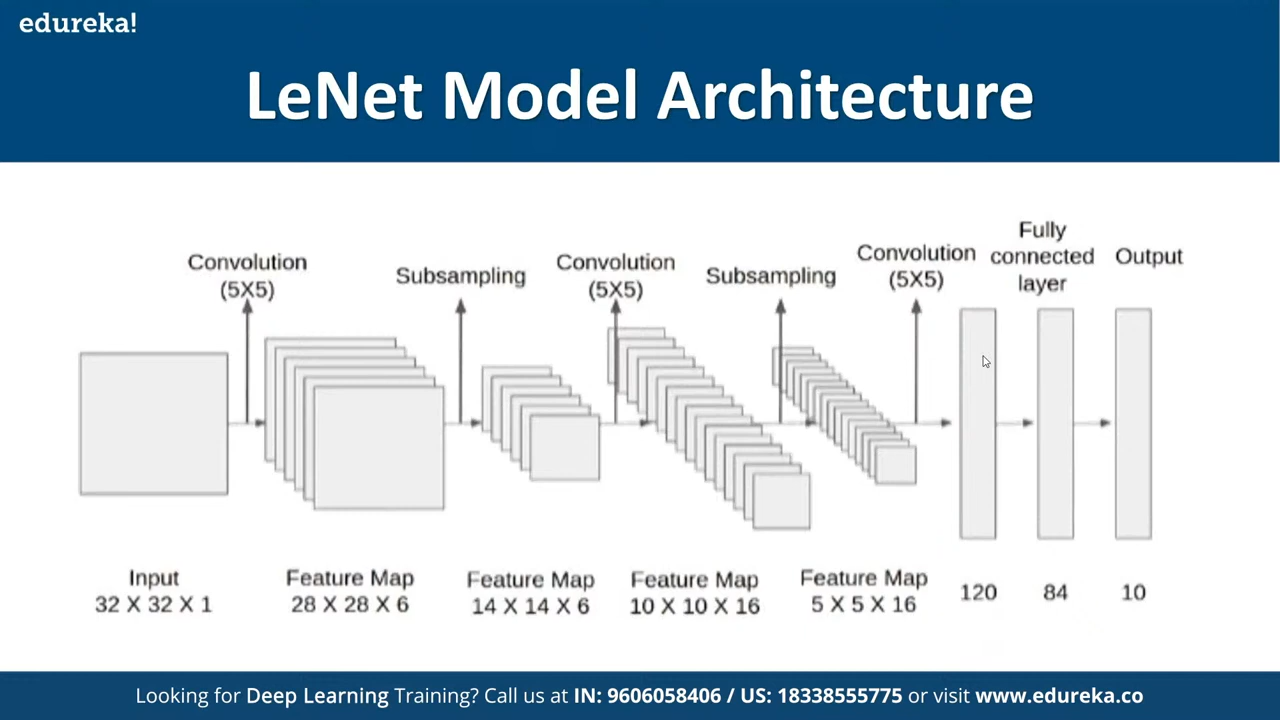 edureka!
LeNet Model Architecture
Convolution
(5X5)
Subsampling
Convolution
(5X5)
Subsampling
Convolution
(5X5)
Fully
connected
layer
Output
Input
32 X 32 X 1
Feature Map
28 X 28 X 6
Feature Map
14 X 14 X 6
Feature Map
10 X 10 X 16
Feature Map
5 X 5 X 16
120
84
10
Looking for Deep Learning Training? Call us at IN: 9606058406 / US: 18338555775 or visit www.edureka.co